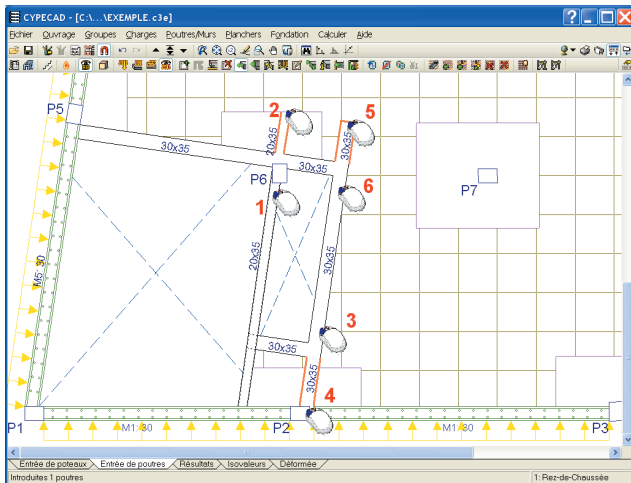 CYPECAD - [C:\...\EXEMPLE.c3e]
Fichier Ouvrage Groupes Charges Poutres/Murs Planchers Fondation Calculer Aide
P5
2
5
20x35
30x35
30x35
30x35
P6
P7
6
1
M5: 30
20x35
30x35
3
30x35
30x35
4
P1
M1: 30
P2
M1: 30
P3
Entrée de poteaux Entrée de poutres Résultats Isovaleurs Déformée
Introduites 1 poutres 1: Rez-de-Chaussée